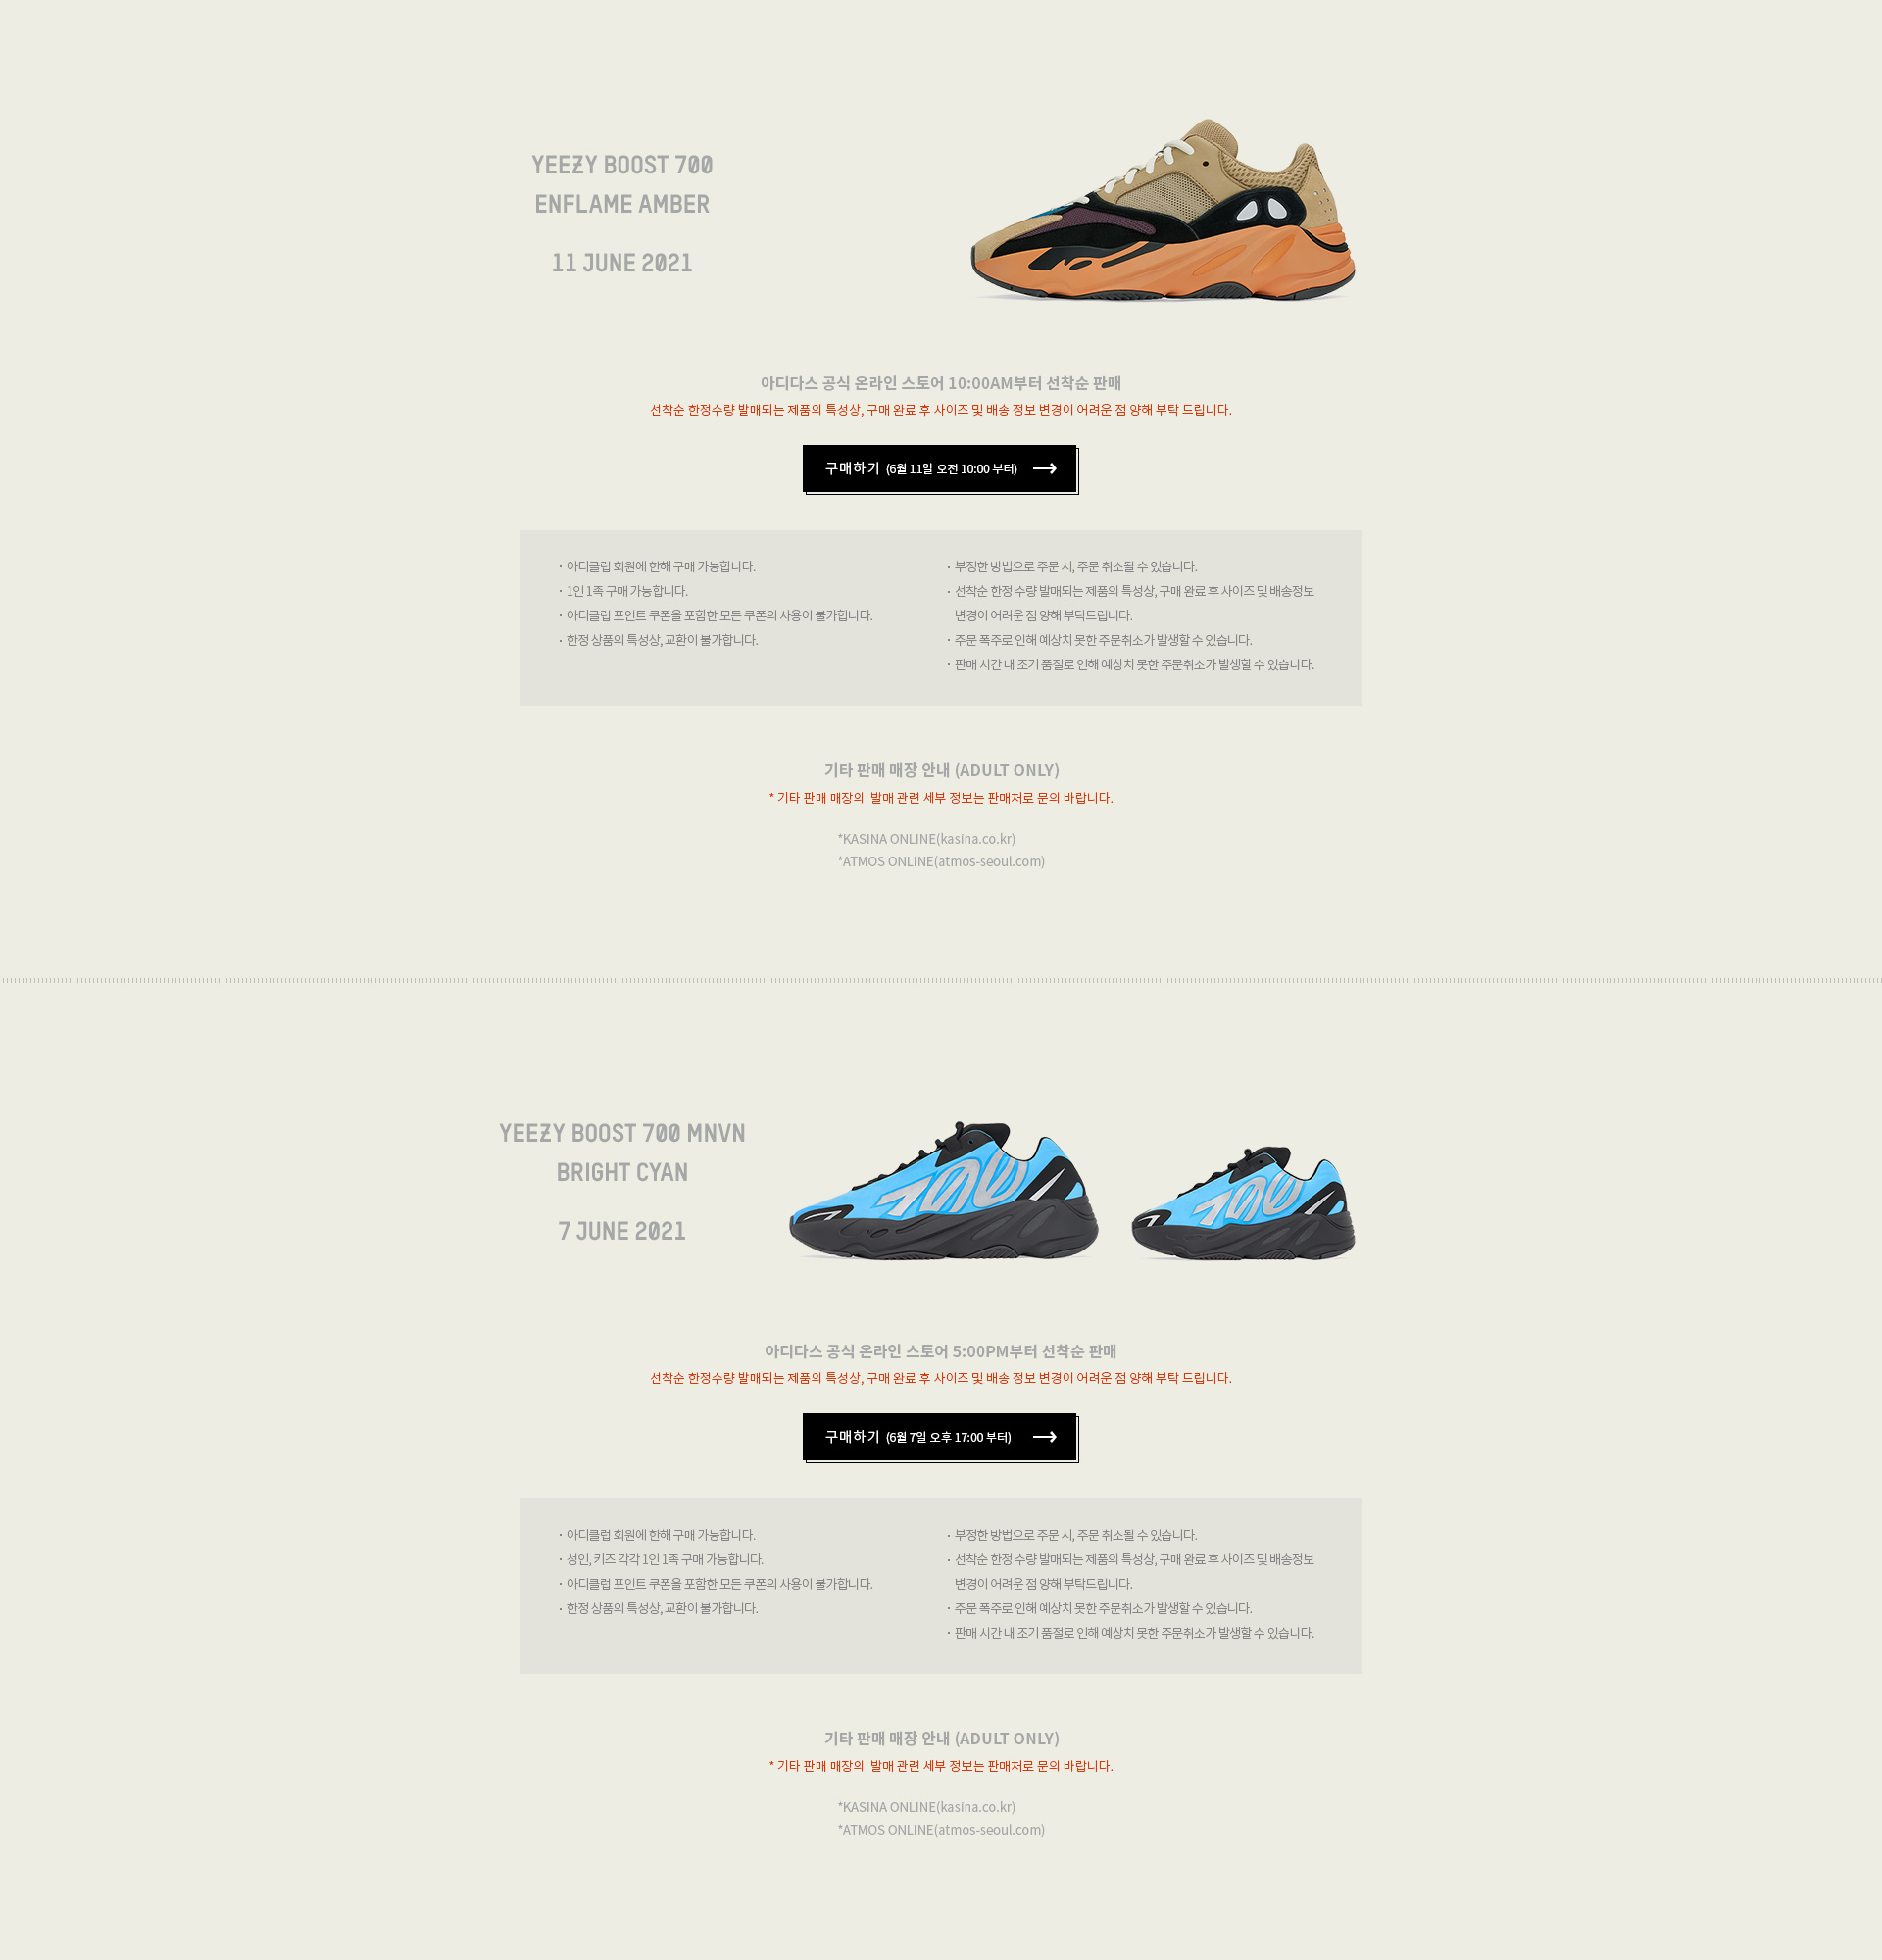 YEEZY BOOST 700
ENFLAME AMBER
11 JUNE 2021
아디다스 공식 온라인 스토어 10:00AM부터 선착순 판매
선착순 한정수량 발매되는 제품의 특성상, 구매 완료 후 사이즈 및 배송 정보 변경이 어려운 점 양해 부탁 드립니다.
구매하기 (6월 11일 오전 10:00 부터)
· 아디클럽 회원에 한해 구매 가능합니다.
· 1인 1족 구매 가능합니다.
· 아디클럽 포인트 쿠폰을 포함한 모든 쿠폰의 사용이 불가합니다.
· 한정 상품의 특성상, 교환이 불가합니다.
· 부정한 방법으로 주문 시, 주문 취소될 수 있습니다.
· 선착순 한정 수량 발매되는 제품의 특성상, 구매 완료 후 사이즈 및 배송정보
변경이 어려운 점 양해 부탁드립니다.
· 주문 폭주로 인해 예상치 못한 주문취소가 발생할 수 있습니다.
· 판매 시간 내 조기 품절로 인해 예상치 못한 주문취소가 발생할 수 있습니다.
기타 판매 매장 안내 (ADULT ONLY)
* 기타 판매 매장의 발매 관련 세부 정보는 판매처로 문의 바랍니다.
*KASINA ONLINE(kasina.co.kr)
*ATMOS ONLINE(atmos-seoul.com)
YEEZY BOOST 700 MNVN
BRIGHT CYAN
7 JUNE 2021
700
700
아디다스 공식 온라인 스토어 5:00PM부터 선착순 판매
선착순 한정수량 발매되는 제품의 특성상, 구매 완료 후 사이즈 및 배송 정보 변경이 어려운 점 양해 부탁 드립니다.
구매하기 (6월 7일 오후 17:00 부터)
· 아디클럽 회원에 한해 구매 가능합니다.
· 성인, 키즈 각각 1인 1족 구매 가능합니다.
· 아디클럽 포인트 쿠폰을 포함한 모든 쿠폰의 사용이 불가합니다.
· 한정 상품의 특성상, 교환이 불가합니다.
· 부정한 방법으로 주문 시, 주문 취소될 수 있습니다.
· 선착순 한정 수량 발매되는 제품의 특성상, 구매 완료 후 사이즈 및 배송정보
변경이 어려운 점 양해 부탁드립니다.
· 주문 폭주로 인해 예상치 못한 주문취소가 발생할 수 있습니다.
· 판매 시간 내 조기 품절로 인해 예상치 못한 주문취소가 발생할 수 있습니다.
기타 판매 매장 안내 (ADULT ONLY)
* 기타 판매 매장의 발매 관련 세부 정보는 판매처로 문의 바랍니다.
*KASINA ONLINE(kasina.co.kr)
*ATMOS ONLINE(atmos-seoul.com)